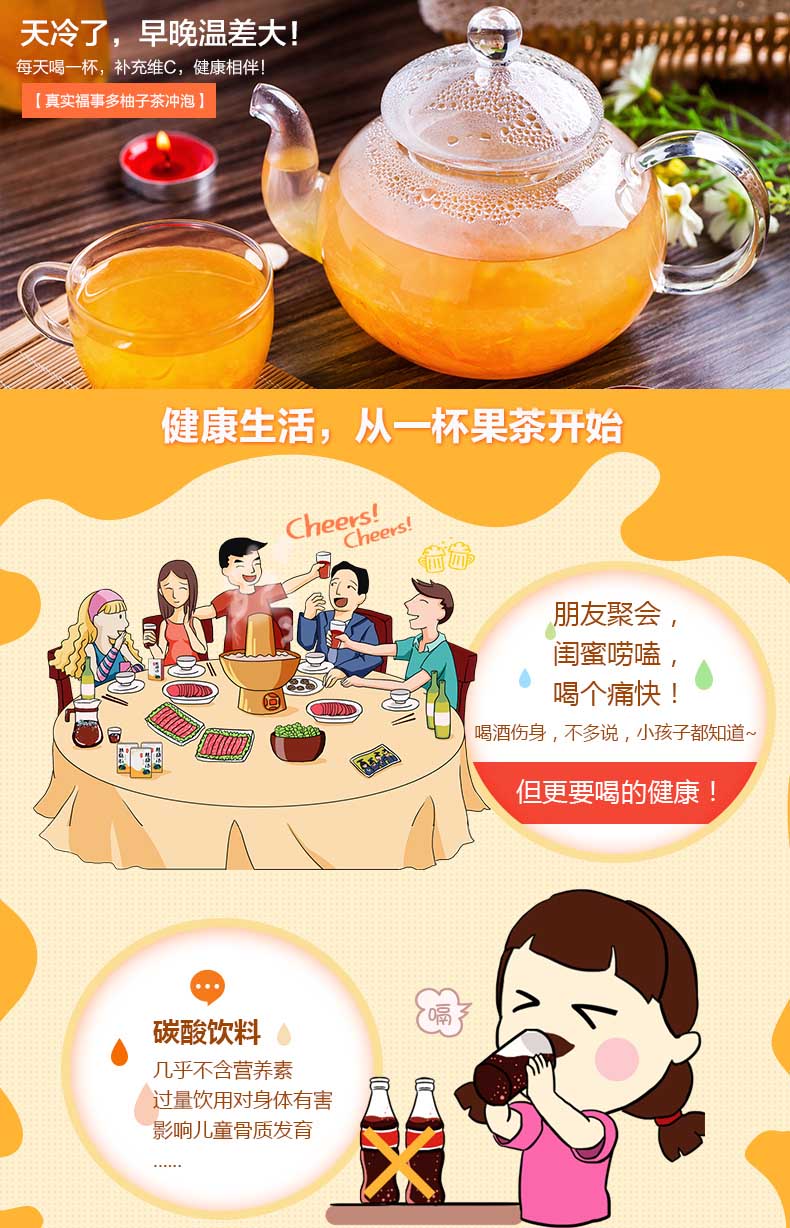 天冷了，早晚温差大！
每天喝一杯，补充维C，健康相伴！
【真实福事多柚子茶冲泡】
健康生活，从一杯果茶开始
Cheers!
Cheers!
朋友聚会，
闺蜜唠嗑，
喝个痛快！
喝酒伤身，不多说，小孩子都知道~
但更要喝的健康！
碳酸饮料
几乎不含营养素
过量饮用对身体有害
影响儿童骨质发育
......
嗝